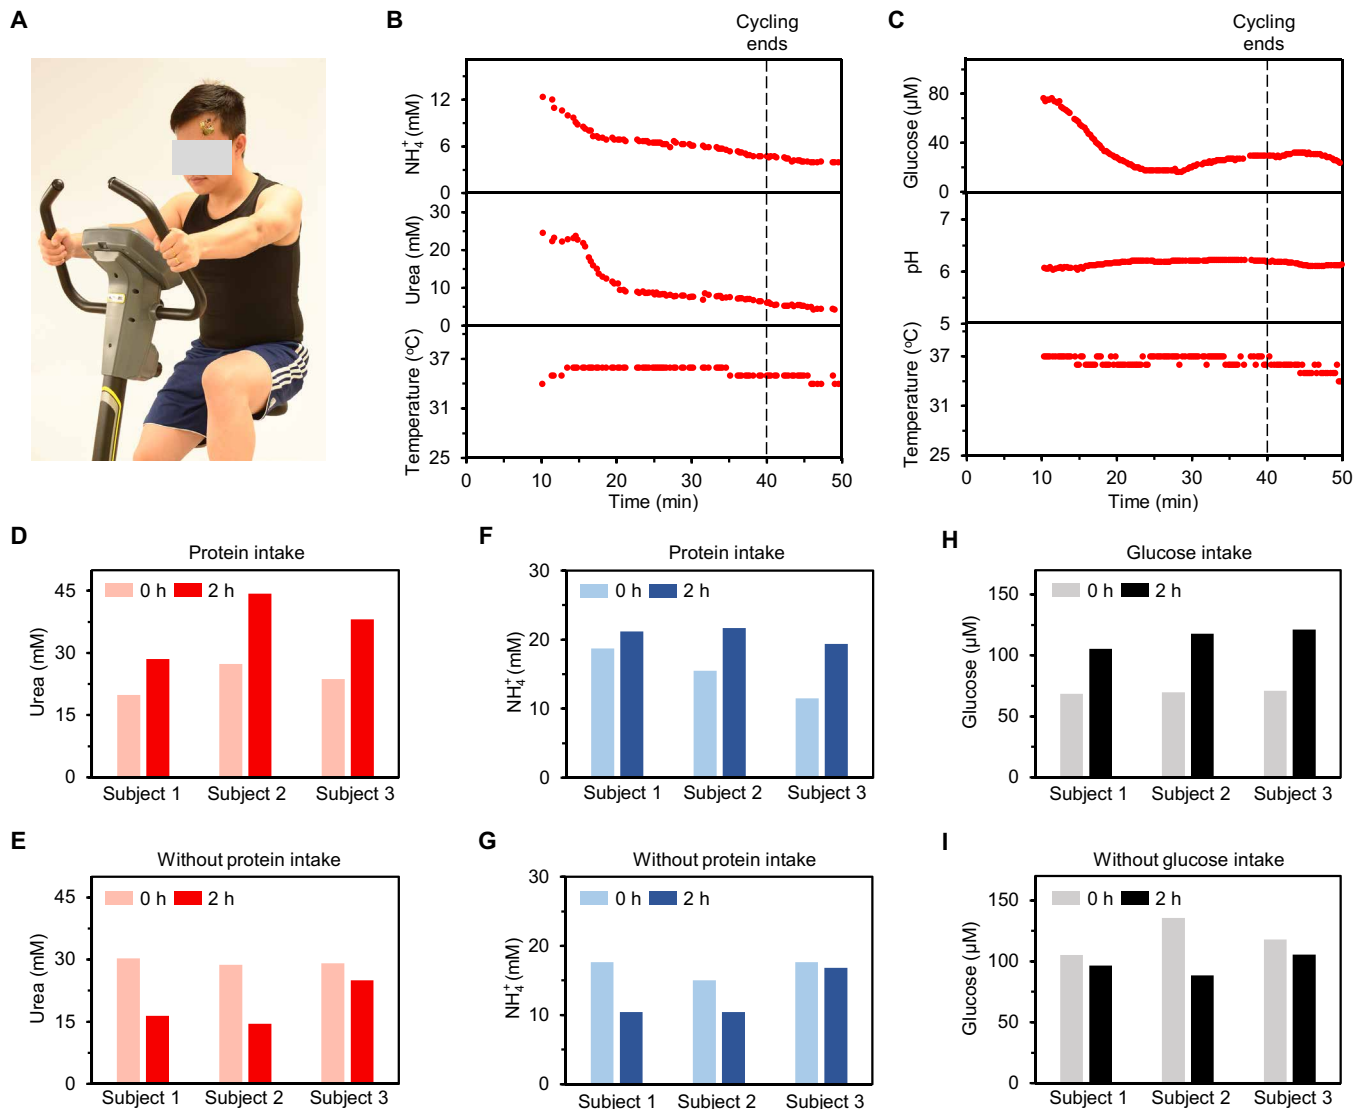 A
B
Cycling
ends
NH₄⁺ (mM)
12
6
0
Urea (mM)
30
20
10
0
Temperature (°C)
37
31
25
0
10
20
30
40
50
Time (min)
C
Cycling
ends
Glucose (µM)
80
40
0
pH
7
6
5
Temperature (°C)
37
31
25
0
10
20
30
40
50
Time (min)
D
Protein intake
0 h 2 h
Urea (mM)
45
30
15
0
Subject 1 Subject 2 Subject 3
F
Protein intake
0 h 2 h
NH₄⁺ (mM)
30
20
10
0
Subject 1 Subject 2 Subject 3
H
Glucose intake
0 h 2 h
Glucose (µM)
150
100
50
0
Subject 1 Subject 2 Subject 3
E
Without protein intake
0 h 2 h
Urea (mM)
45
30
15
0
Subject 1 Subject 2 Subject 3
G
Without protein intake
0 h 2 h
NH₄⁺ (mM)
30
20
10
0
Subject 1 Subject 2 Subject 3
I
Without glucose intake
0 h 2 h
Glucose (µM)
150
100
50
0
Subject 1 Subject 2 Subject 3